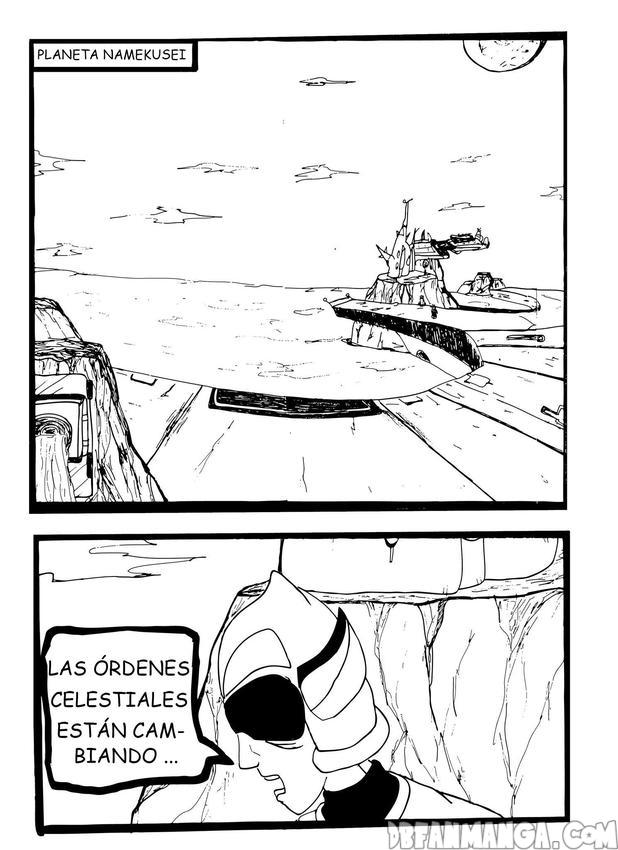 PLANETA NAMEKUSEI
LAS ÓRDENES
CELESTIALES
ESTÁN CAM-
BIANDO ...
DBFANMANGA.COM